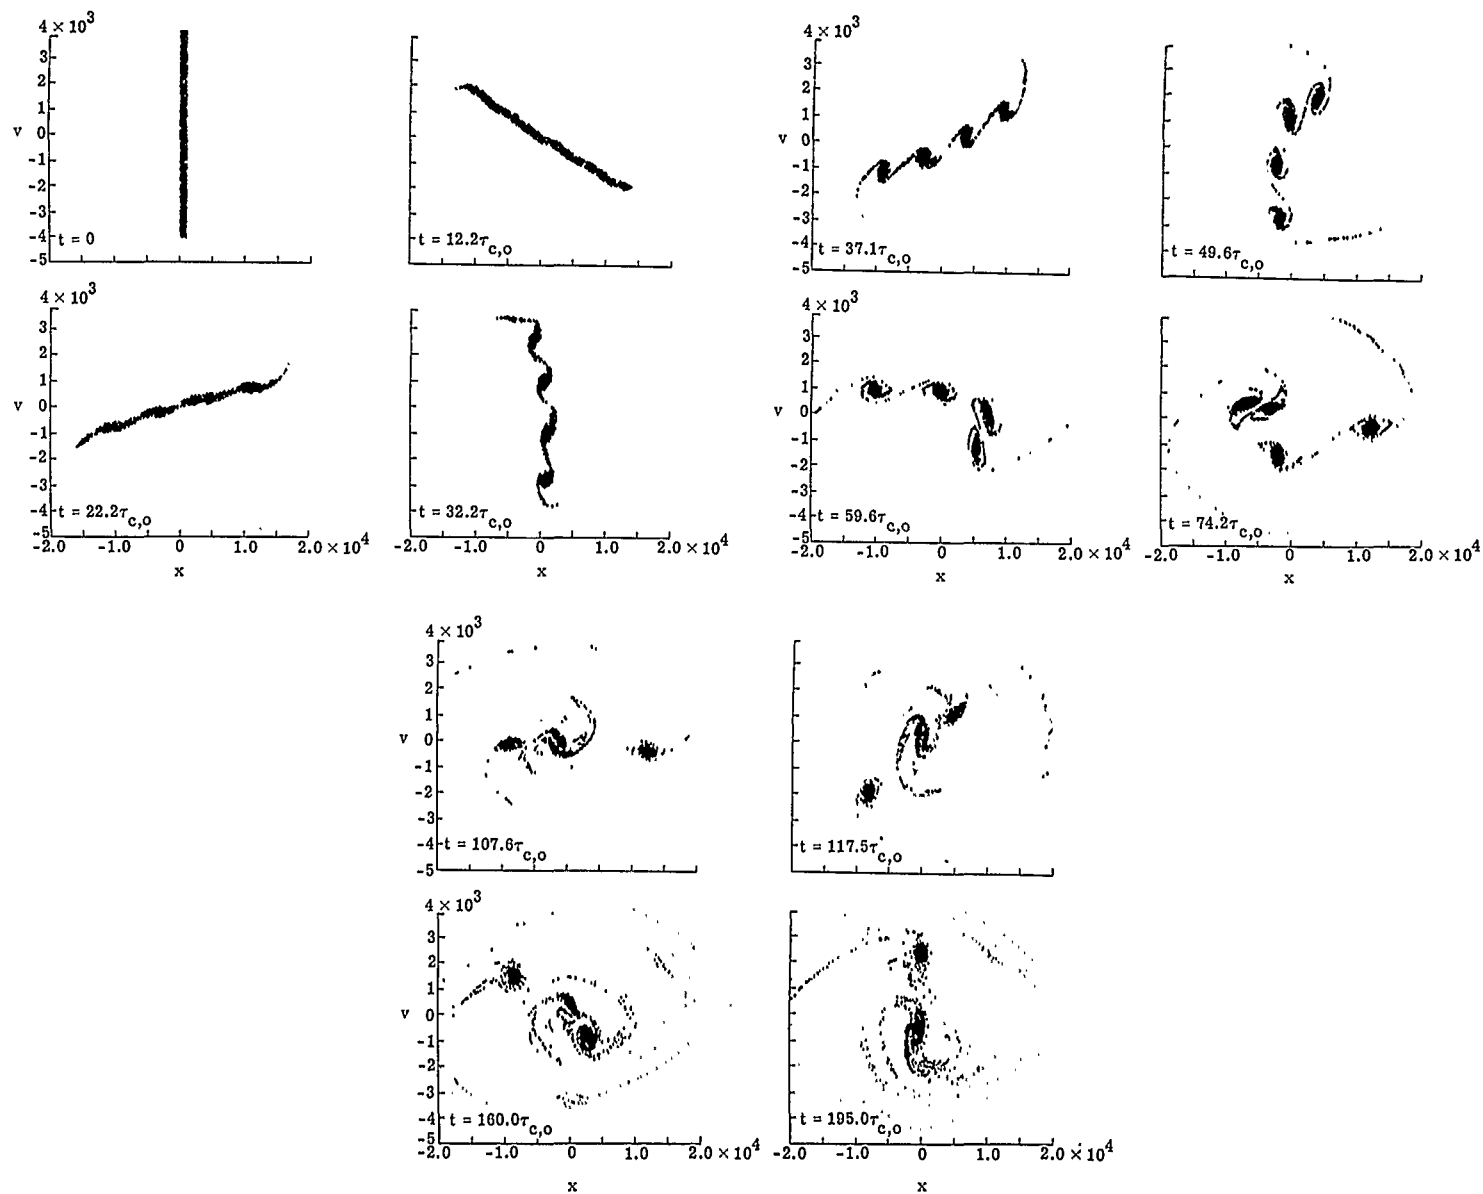 4 × 10³
3
2
1
v 0
-1
-2
-3
-4 t = 0
-5
t = 12.2τc,o
4 × 10³
3
2
1
v 0
-1
-2
-3
-4 t = 37.1τc,o
-5
t = 49.6τc,o
4 × 10³
3
2
1
v 0
-1
-2
-3
-4 t = 22.2τc,o
-5
-2.0 -1.0 0 1.0 2.0 × 10⁴
x
t = 32.2τc,o
-2.0 -1.0 0 1.0 2.0 × 10⁴
x
4 × 10³
3
2
1
v 0
-1
-2
-3
-4 t = 59.6τc,o
-5
-2.0 -1.0 0 1.0 2.0 × 10⁴
x
t = 74.2τc,o
-2.0 -1.0 0 1.0 2.0 × 10⁴
x
4 × 10³
3
2
1
v 0
-1
-2
-3
-4 t = 107.6τc,o
-5
t = 117.5τc,o
4 × 10³
3
2
1
v 0
-1
-2
-3
-4 t = 160.0τc,o
-5
-2.0 -1.0 0 1.0 2.0 × 10⁴
x
t = 195.0τc,o
-2.0 -1.0 0 1.0 2.0 × 10⁴
x